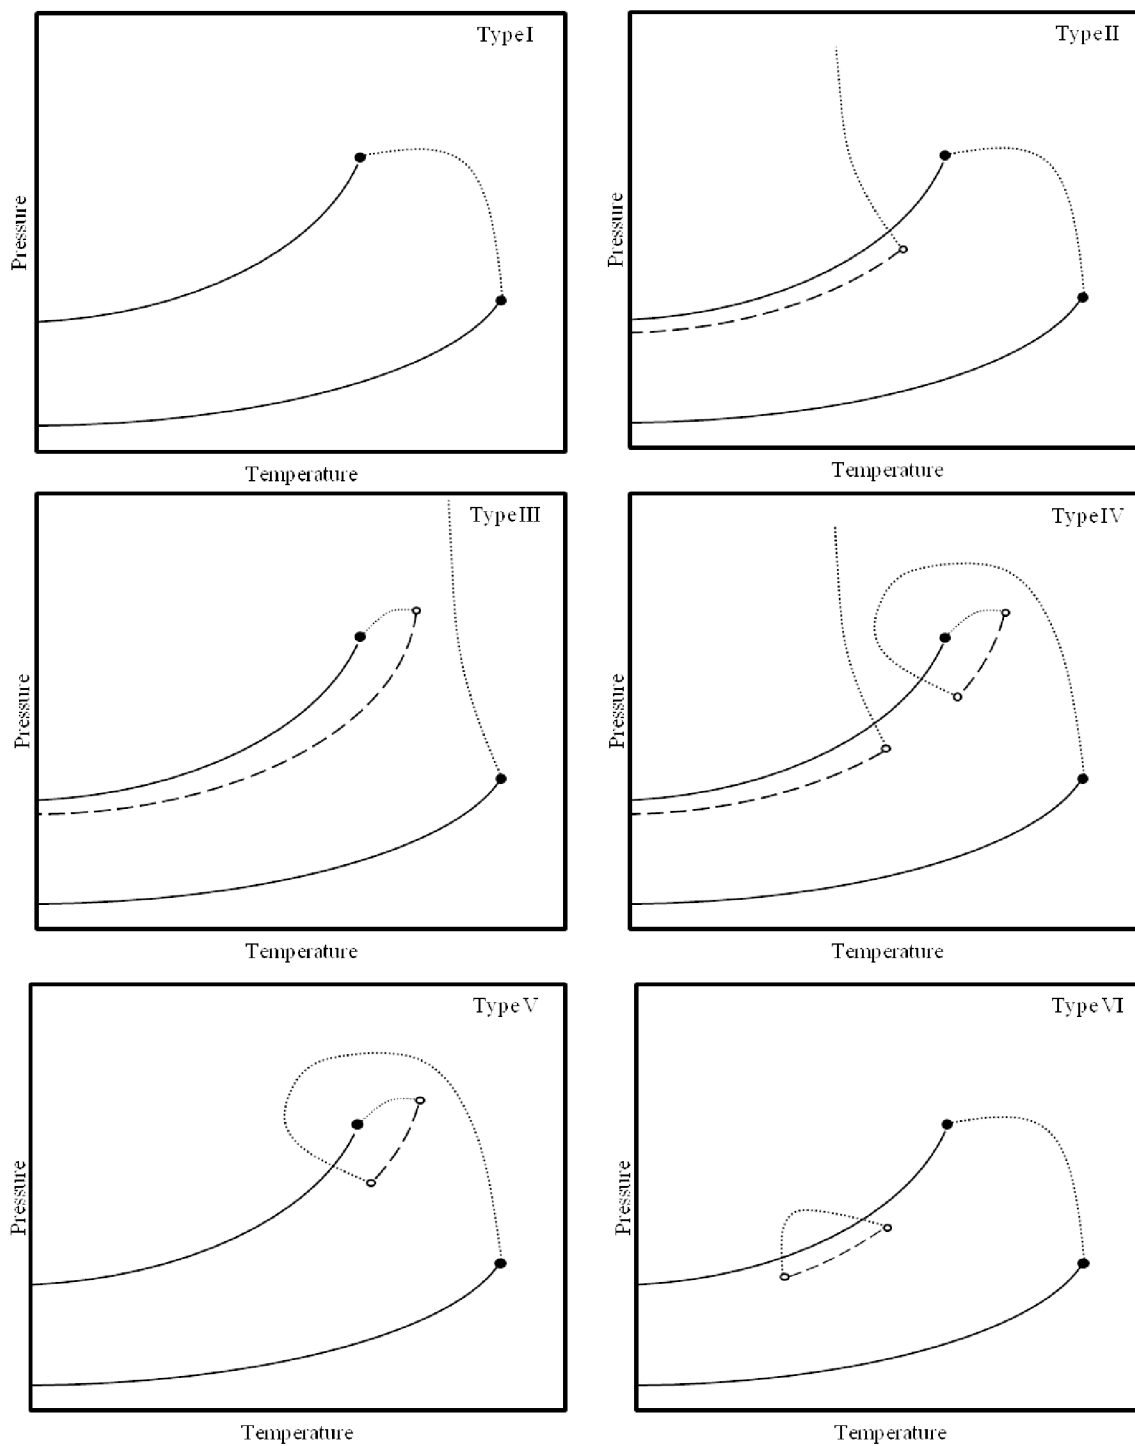 Type I
Pressure
Temperature
Type II
Pressure
Temperature
Type III
Pressure
Temperature
Type IV
Pressure
Temperature
Type V
Pressure
Temperature
Type VI
Pressure
Temperature